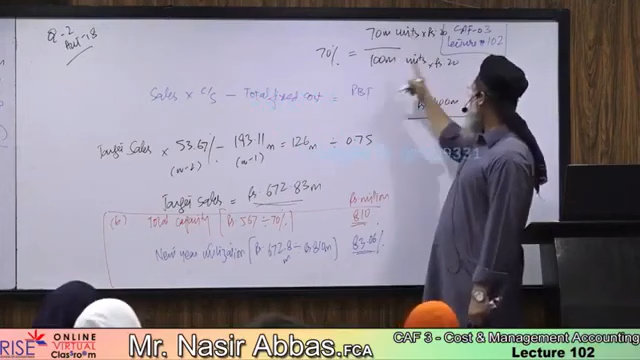 Q-2
Aut-18
CAF-03
Lecture #102
70% = 70m units × Rs. 20
100m units × Rs 20
Sales × C/S - Total fixed cost = PBT
Target Sales × 53.67% - 193.11m = 126m ÷ 0.75
(w-2) (w-1)
Target Sales = Rs. 672.83m
Rs. million
(b) Total Capacity [Rs. 567 ÷ 70%] 810
New year utilization [Rs. 672.8 ÷ Rs 810m] 83.06%
RISE
ONLINE
VIRTUAL
Classroom
Mr. Nasir Abbas.FCA
CAF 3 - Cost & Management Accounting
Lecture 102